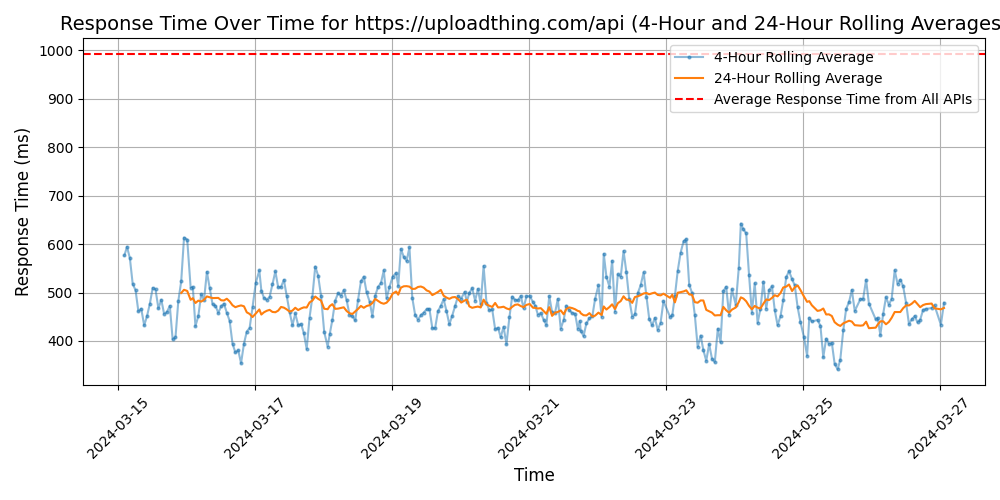 Response Time Over Time for https://uploadthing.com/api (4-Hour and 24-Hour Rolling Averages
4-Hour Rolling Average
24-Hour Rolling Average
Average Response Time from All APIs
Response Time (ms)
1000
900
800
700
600
500
400
2024-03-15
2024-03-17
2024-03-19
2024-03-21
2024-03-23
2024-03-25
2024-03-27
Time